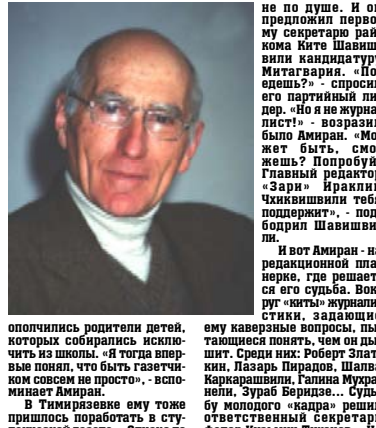 не по душе. И он
предложил перво-
му секретарю рай-
кома Ките Шавиш-
вили кандидатуру
Митагвария. «По-
едешь?» - спросил
его партийный ли-
дер. «Но я не журна-
лист!» - возразил
было Амиран. «Мо-
жет быть, смо-
жешь? Попробуй!
Главный редактор
«Зари» Ираклий
Чхиквишвили тебя
поддержит», - под-
бодрил Шавишви-
ли.
И вот Амиран - на
редакционной пла-
нерке, где решает-
ся его судьба. Вок-
руг «киты» журнали-
стики, задающие
ему каверзные вопросы, пы-
тающиеся понять, чем он ды-
шит. Среди них: Роберт Злат-
кин, Лазарь Пирадов, Шалва
Каркарашвили, Галина Мухра-
нели, Зураб Беридзе... Судь-
бу молодого «кадра» решил
ответственный секретарь
ополчились родители детей,
которых собирались исклю-
чить из школы. «Я тогда впер-
вые понял, что быть газетчи-
ком совсем не просто», - вспо-
минает Амиран.
В Тимирязевке ему тоже
пришлось поработать в сту-